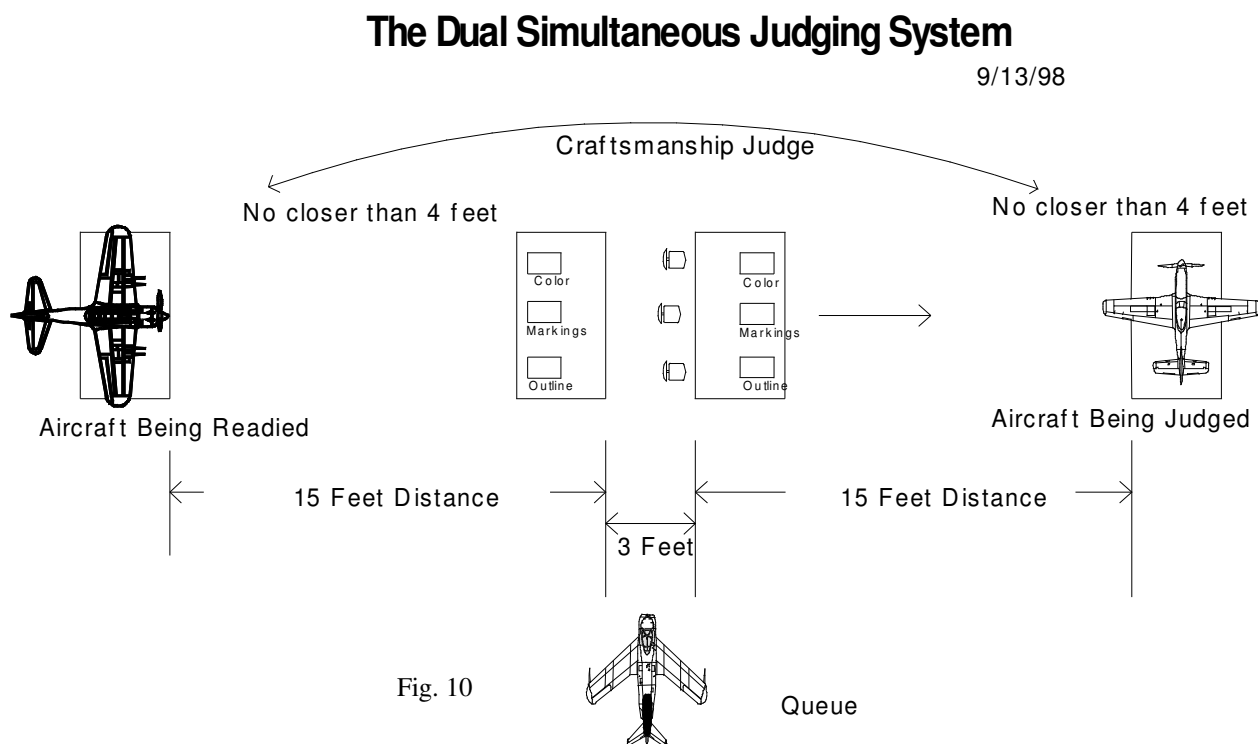 The Dual Simultaneous Judging System
9/13/98
Craftsmanship Judge
No closer than 4 feet
No closer than 4 feet
Color
Color
Markings
Markings
Outline
Outline
Aircraft Being Readied
Aircraft Being Judged
15 Feet Distance
15 Feet Distance
3 Feet
Fig. 10
Queue